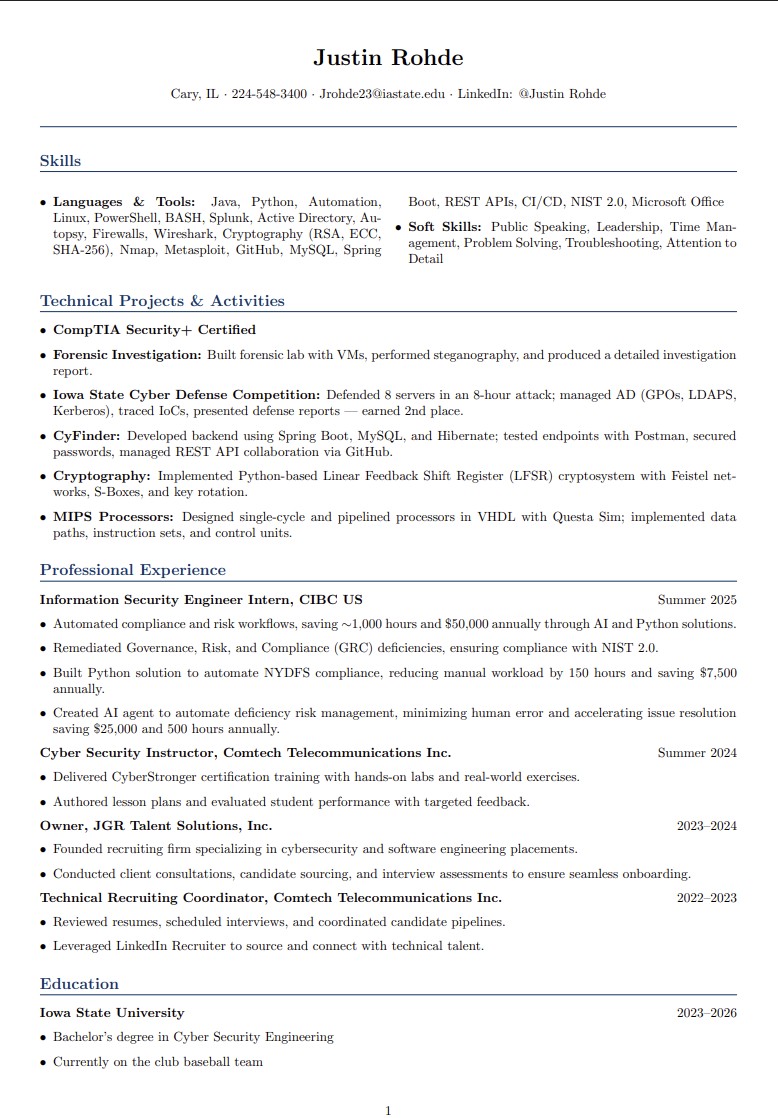 Justin Rohde
Cary, IL · 224-548-3400 · Jrohde23@iastate.edu · LinkedIn: @Justin Rohde
Skills
• Languages & Tools: Java, Python, Automation,
Linux, PowerShell, BASH, Splunk, Active Directory, Au-
topsy, Firewalls, Wireshark, Cryptography (RSA, ECC,
SHA-256), Nmap, Metasploit, GitHub, MySQL, Spring
Boot, REST APIs, CI/CD, NIST 2.0, Microsoft Office
• Soft Skills: Public Speaking, Leadership, Time Man-
agement, Problem Solving, Troubleshooting, Attention to
Detail
Technical Projects & Activities
• CompTIA Security+ Certified
• Forensic Investigation: Built forensic lab with VMs, performed steganography, and produced a detailed investigation
report.
• Iowa State Cyber Defense Competition: Defended 8 servers in an 8-hour attack; managed AD (GPOs, LDAPS,
Kerberos), traced IoCs, presented defense reports — earned 2nd place.
• CyFinder: Developed backend using Spring Boot, MySQL, and Hibernate; tested endpoints with Postman, secured
passwords, managed REST API collaboration via GitHub.
• Cryptography: Implemented Python-based Linear Feedback Shift Register (LFSR) cryptosystem with Feistel net-
works, S-Boxes, and key rotation.
• MIPS Processors: Designed single-cycle and pipelined processors in VHDL with Questa Sim; implemented data
paths, instruction sets, and control units.
Professional Experience
Information Security Engineer Intern, CIBC US Summer 2025
• Automated compliance and risk workflows, saving ~1,000 hours and $50,000 annually through AI and Python solutions.
• Remediated Governance, Risk, and Compliance (GRC) deficiencies, ensuring compliance with NIST 2.0.
• Built Python solution to automate NYDFS compliance, reducing manual workload by 150 hours and saving $7,500
annually.
• Created AI agent to automate deficiency risk management, minimizing human error and accelerating issue resolution
saving $25,000 and 500 hours annually.
Cyber Security Instructor, Comtech Telecommunications Inc. Summer 2024
• Delivered CyberStronger certification training with hands-on labs and real-world exercises.
• Authored lesson plans and evaluated student performance with targeted feedback.
Owner, JGR Talent Solutions, Inc. 2023–2024
• Founded recruiting firm specializing in cybersecurity and software engineering placements.
• Conducted client consultations, candidate sourcing, and interview assessments to ensure seamless onboarding.
Technical Recruiting Coordinator, Comtech Telecommunications Inc. 2022–2023
• Reviewed resumes, scheduled interviews, and coordinated candidate pipelines.
• Leveraged LinkedIn Recruiter to source and connect with technical talent.
Education
Iowa State University 2023–2026
• Bachelor's degree in Cyber Security Engineering
• Currently on the club baseball team
1